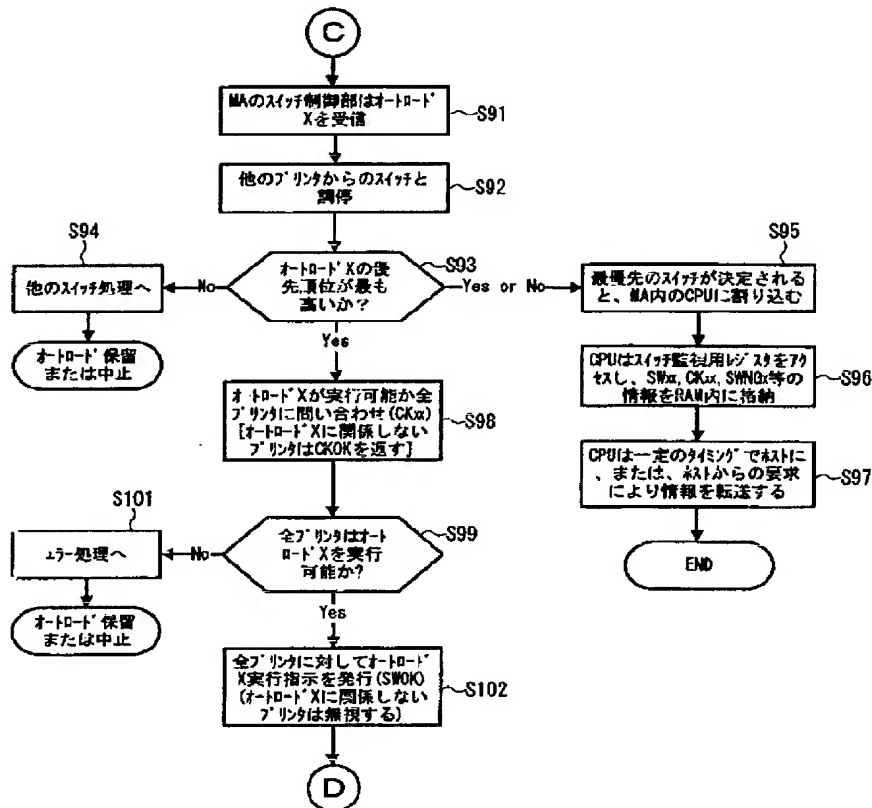 C
MAのスイッチ制御部はオートロード
Xを受信
S91
他のプリンタからのスイッチと
調停
S92
S94
他のスイッチ処理へ
No
オートロードXの優
先順位が最も
高いか？
S93
Yes or No
S95
最優先のスイッチが決定される
と、MA内のCPUに割り込む
オートロード保留
または中止
Yes
CPUはスイッチ監視用レジスタをアク
セスし、SWxx, CKxx, SWNGx等の
情報をRAM内に格納
S96
オートロードXが実行可能か全
プリンタに問い合わせ(CKxx)
[オートロードXに関係しない
プリンタはCKOKを返す]
S98
CPUは一定のタイミングでホストに
、または、ホストからの要求
により情報を転送する
S97
END
S101
エラー処理へ
No
全プリンタはオート
ロードXを実行
可能か?
S99
オートロード保留
または中止
Yes
全プリンタに対してオートロード
X実行指示を発行(SWOK)
(オートロードXに関係しない
プリンタは無視する)
S102
D